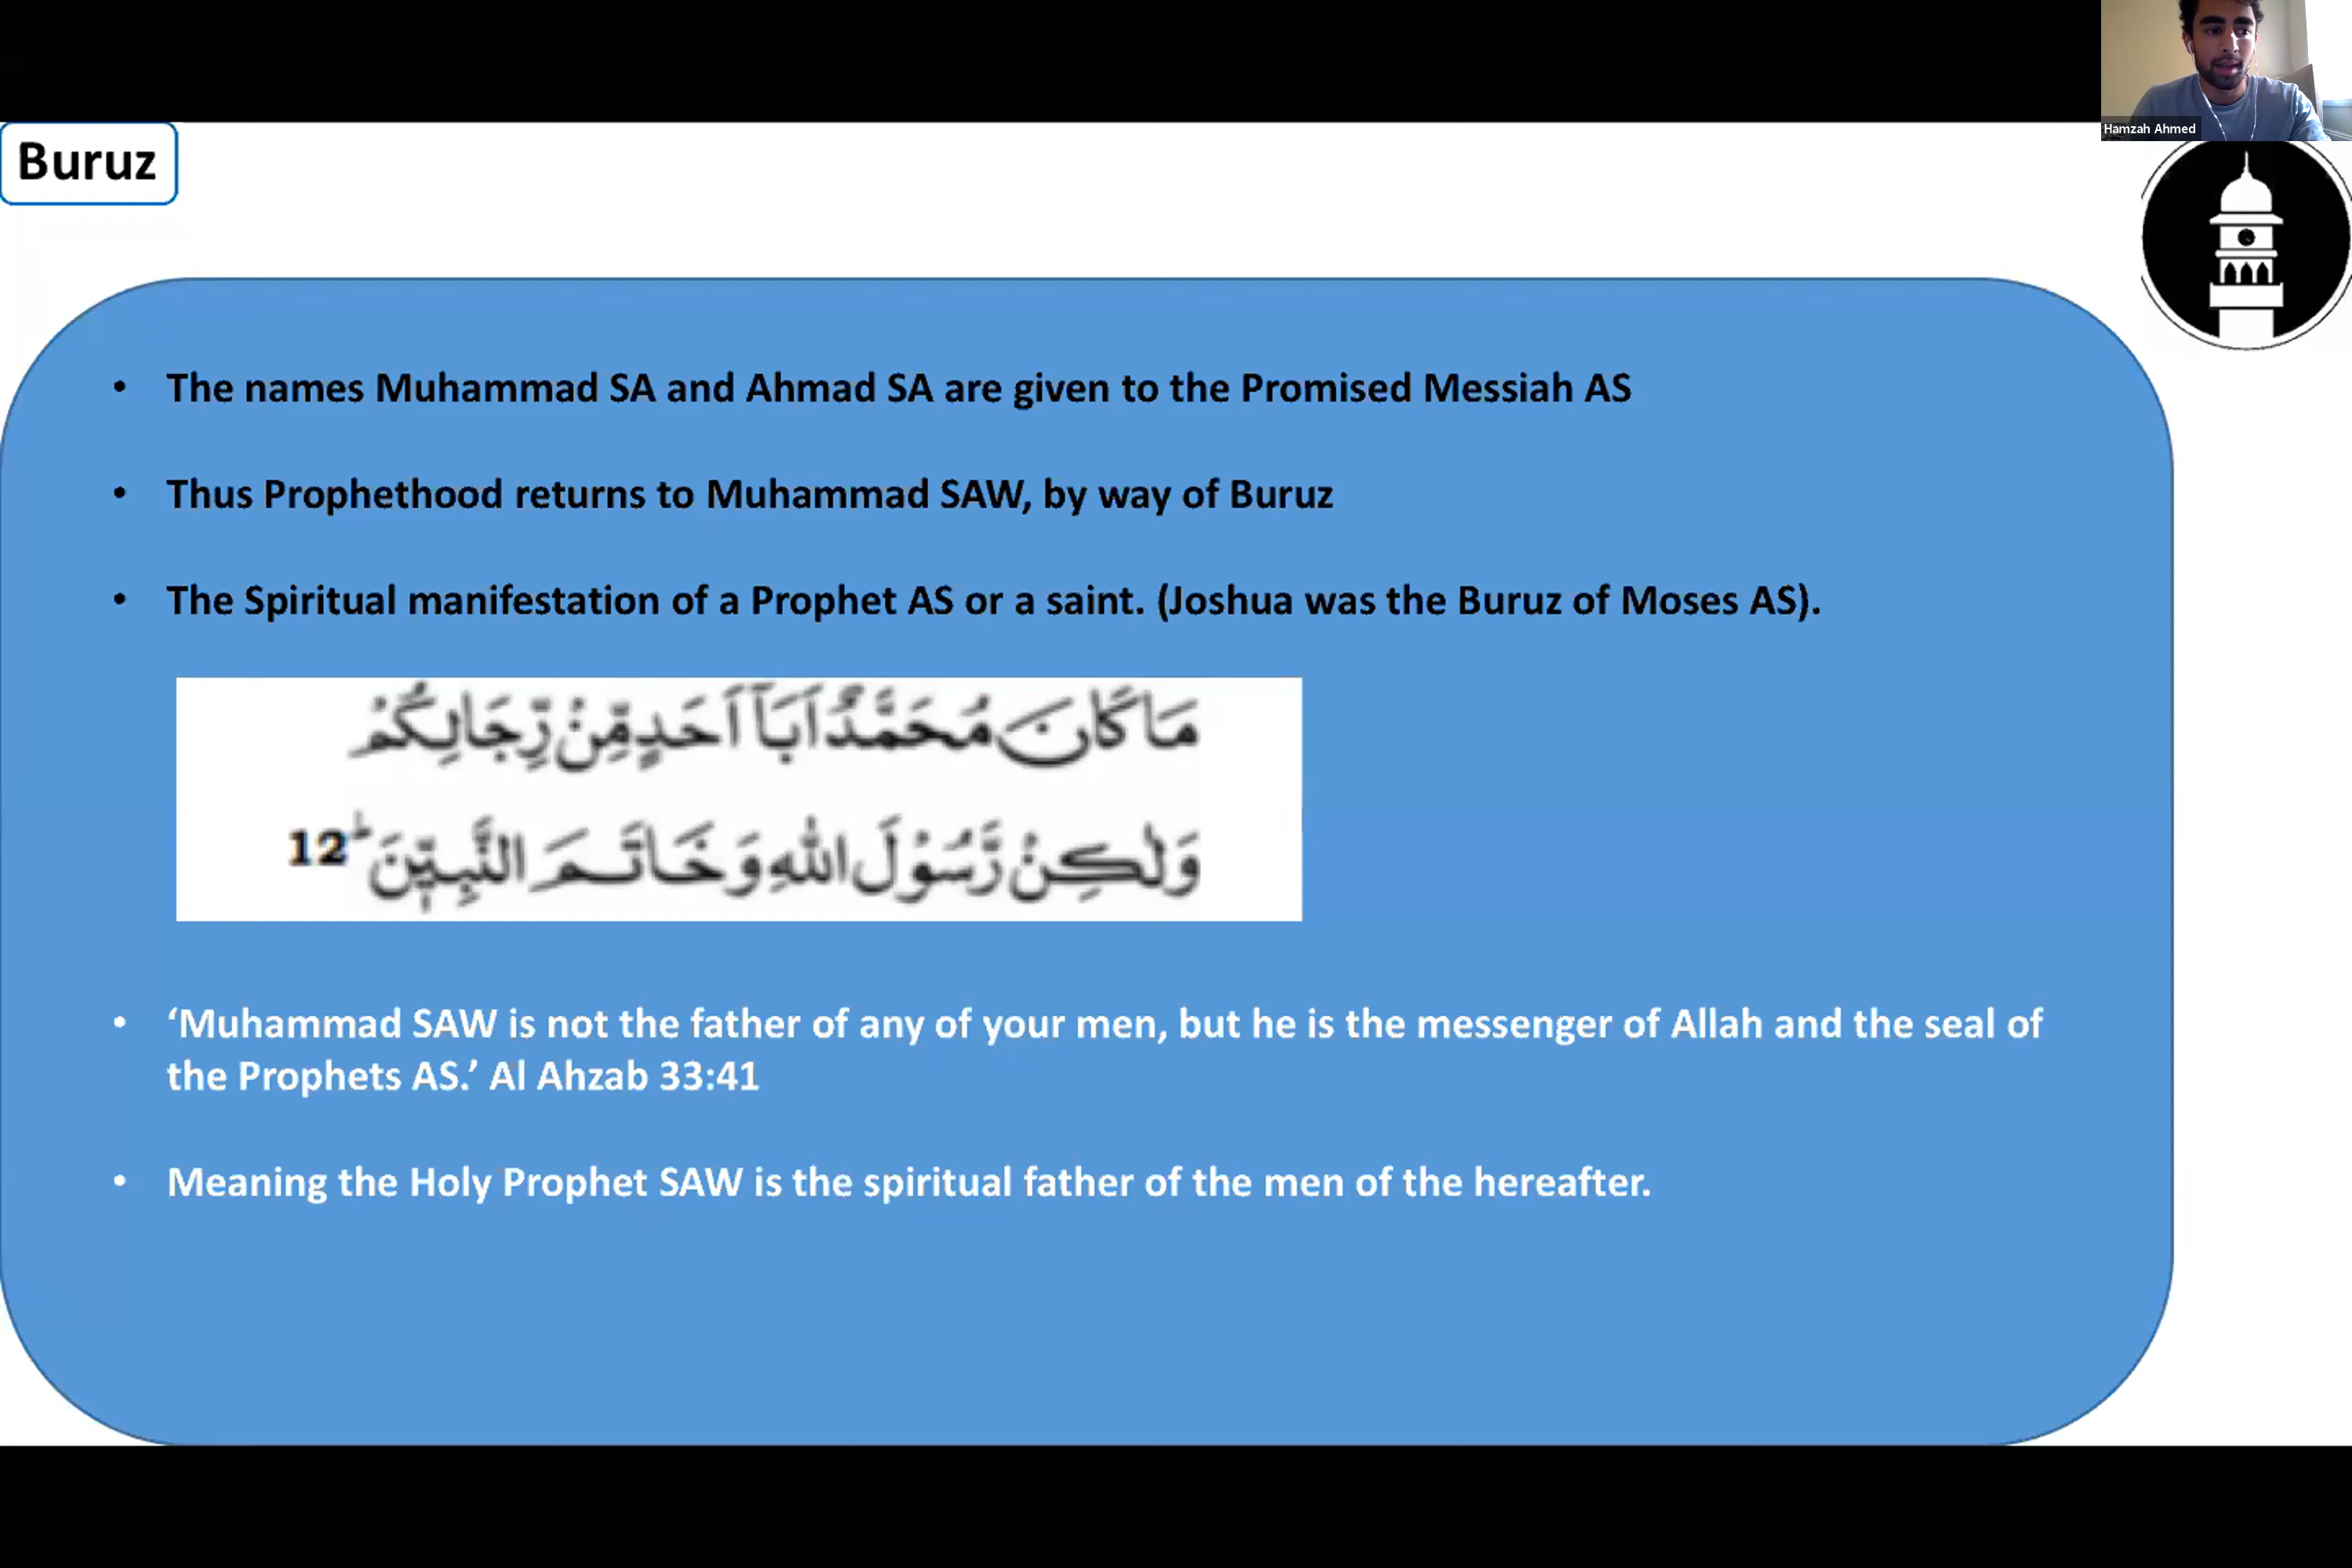 Hamzah Ahmed
Buruz
• The names Muhammad SA and Ahmad SA are given to the Promised Messiah AS
• Thus Prophethood returns to Muhammad SAW, by way of Buruz
• The Spiritual manifestation of a Prophet AS or a saint. (Joshua was the Buruz of Moses AS).
مَا كَانَ مُحَمَّدٌ اَبَآ اَحَدٍ مِّنْ رِّجَالِكُمْ
وَلٰكِنْ رَّسُوْلَ اللّٰهِ وَخَاتَمَ النَّبِيّٖنَ ؕ 12
• ‘Muhammad SAW is not the father of any of your men, but he is the messenger of Allah and the seal of
the Prophets AS.’ Al Ahzab 33:41
• Meaning the Holy Prophet SAW is the spiritual father of the men of the hereafter.